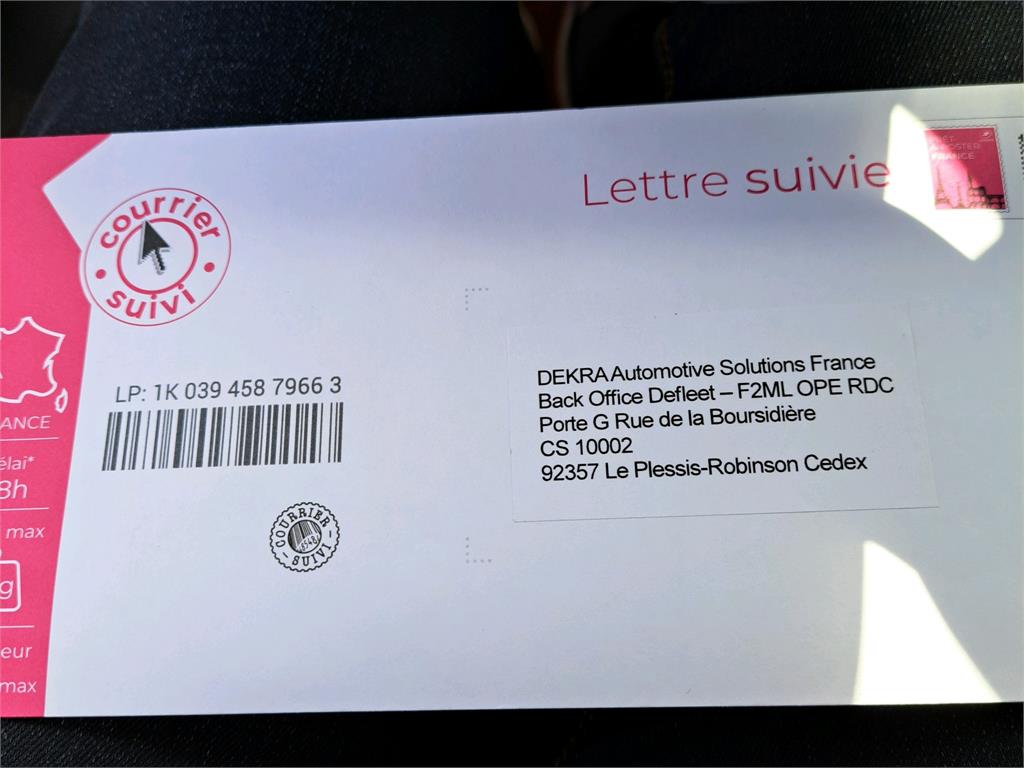 Lettre suivie
courrier
suivi
LP: 1K 039 458 7966 3
DEKRA Automotive Solutions France
Back Office Defleet – F2ML OPE RDC
Porte G Rue de la Boursidière
CS 10002
92357 Le Plessis-Robinson Cedex
COURRIER
SUIVI
ANCE
élai*
8h
max
g
eur
max
A POSTER
FRANCE